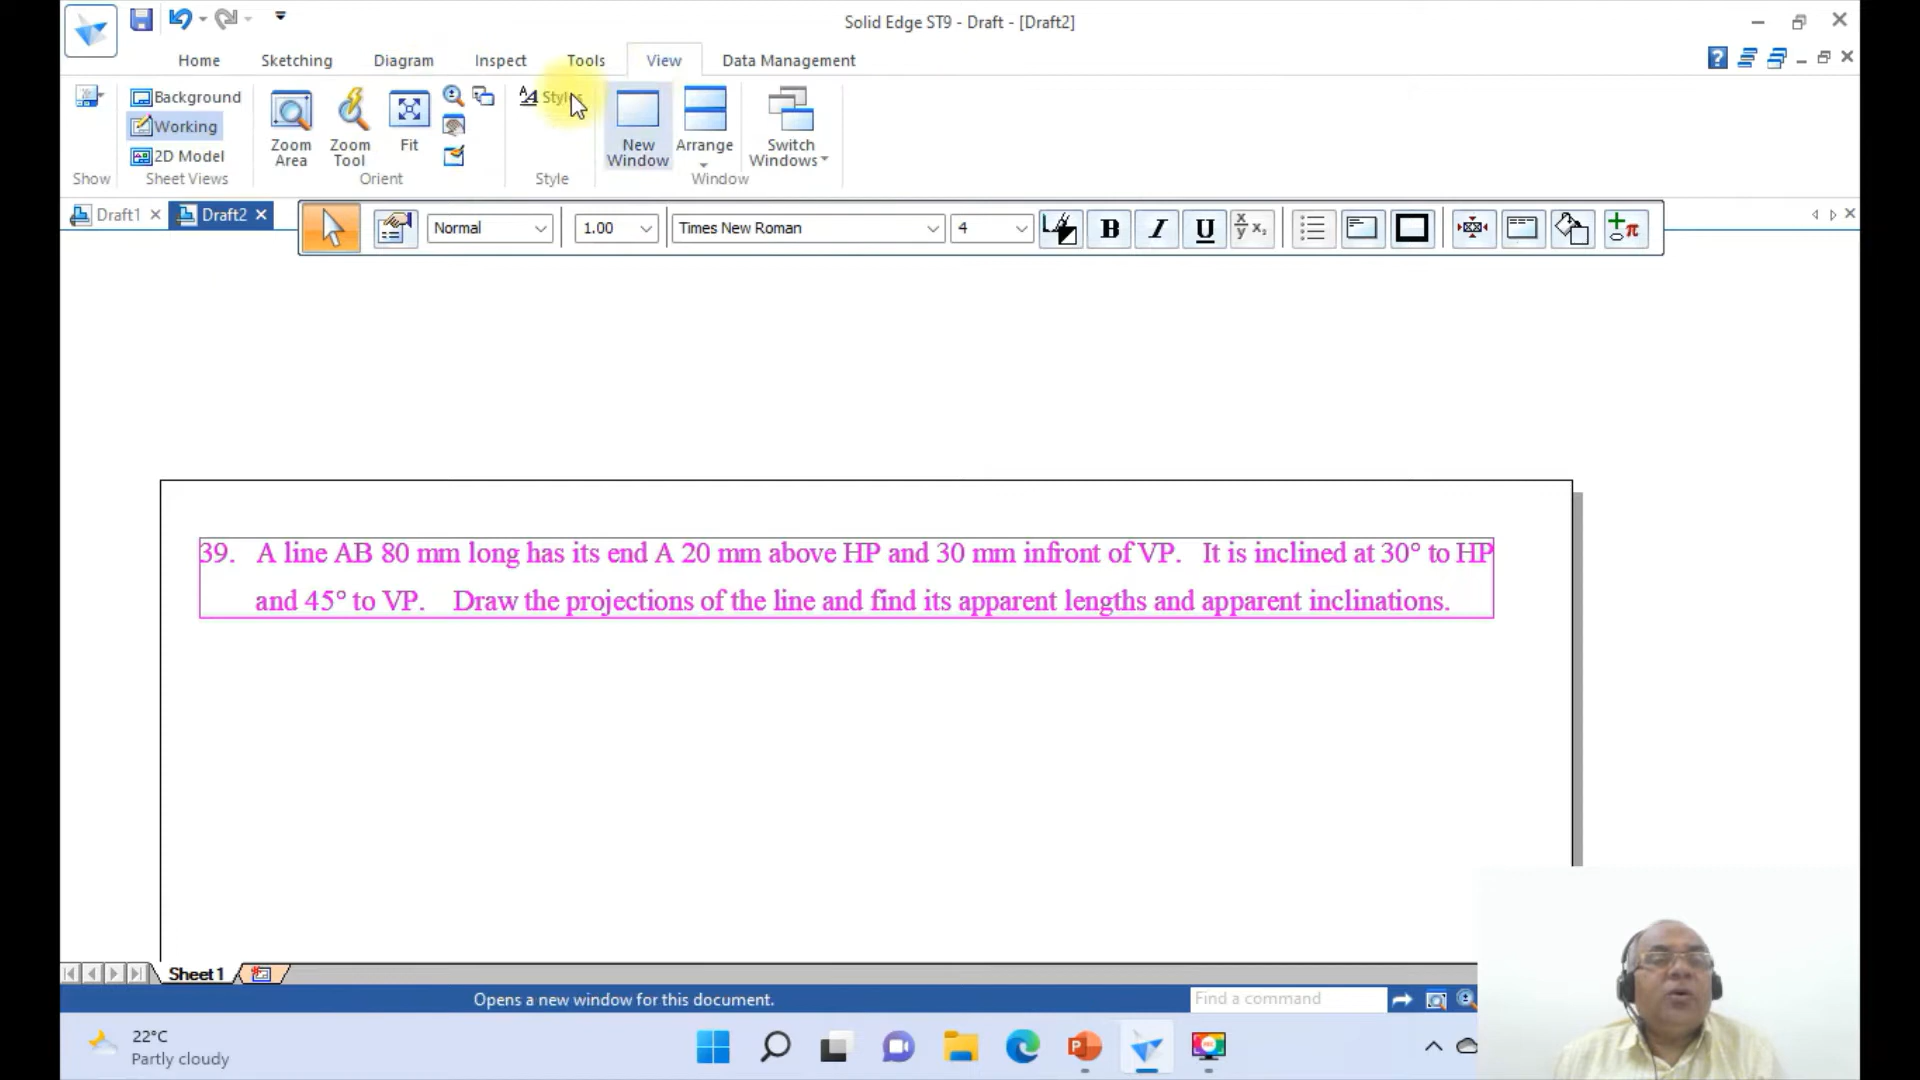 Solid Edge ST9 - Draft - [Draft2]
Home Sketching Diagram Inspect Tools View Data Management
Background
Working
2D Model
Zoom Area
Zoom Tool
Fit
Styles
New Window
Arrange
Switch Windows
Show Sheet Views Orient Style Window
Draft1 Draft2
Normal 1.00 Times New Roman 4
39. A line AB 80 mm long has its end A 20 mm above HP and 30 mm infront of VP. It is inclined at 30° to HP
and 45° to VP. Draw the projections of the line and find its apparent lengths and apparent inclinations.
Sheet1
Opens a new window for this document. Find a command
22°C
Partly cloudy